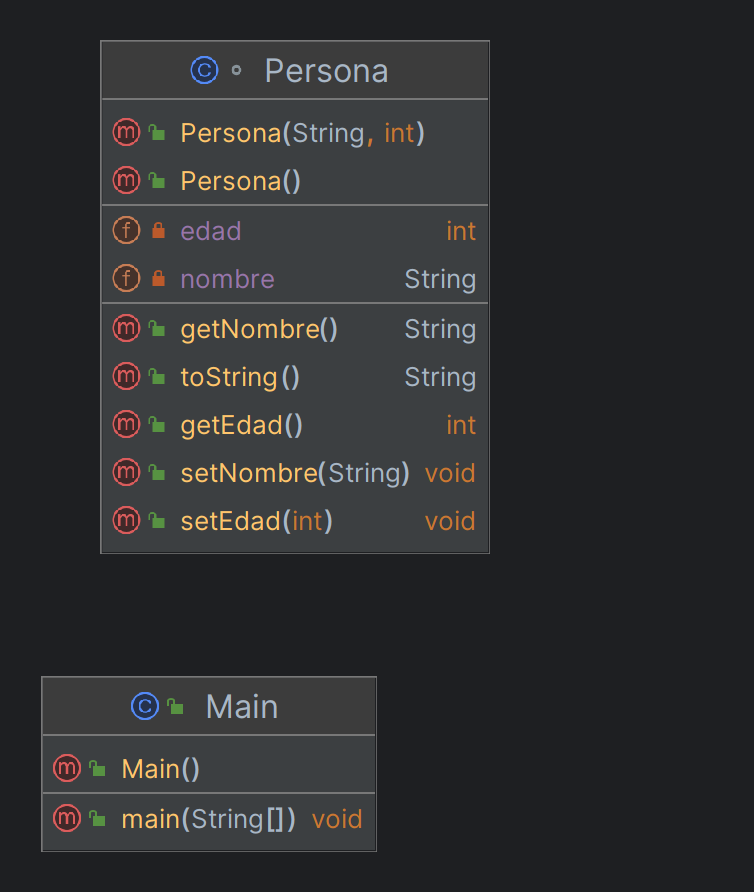 Persona
Persona(String, int)
Persona()
edad int
nombre String
getNombre() String
toString() String
getEdad() int
setNombre(String) void
setEdad(int) void
Main
Main()
main(String[]) void